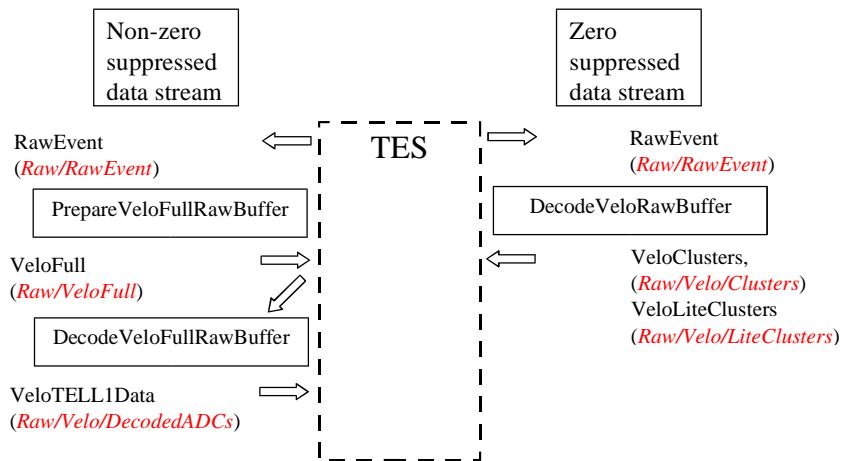 Non-zero
suppressed
data stream
Zero
suppressed
data stream
TES
RawEvent
(Raw/RawEvent)
PrepareVeloFullRawBuffer
VeloFull
(Raw/VeloFull)
DecodeVeloFullRawBuffer
VeloTELL1Data
(Raw/Velo/DecodedADCs)
RawEvent
(Raw/RawEvent)
DecodeVeloRawBuffer
VeloClusters,
(Raw/Velo/Clusters)
VeloLiteClusters
(Raw/Velo/LiteClusters)